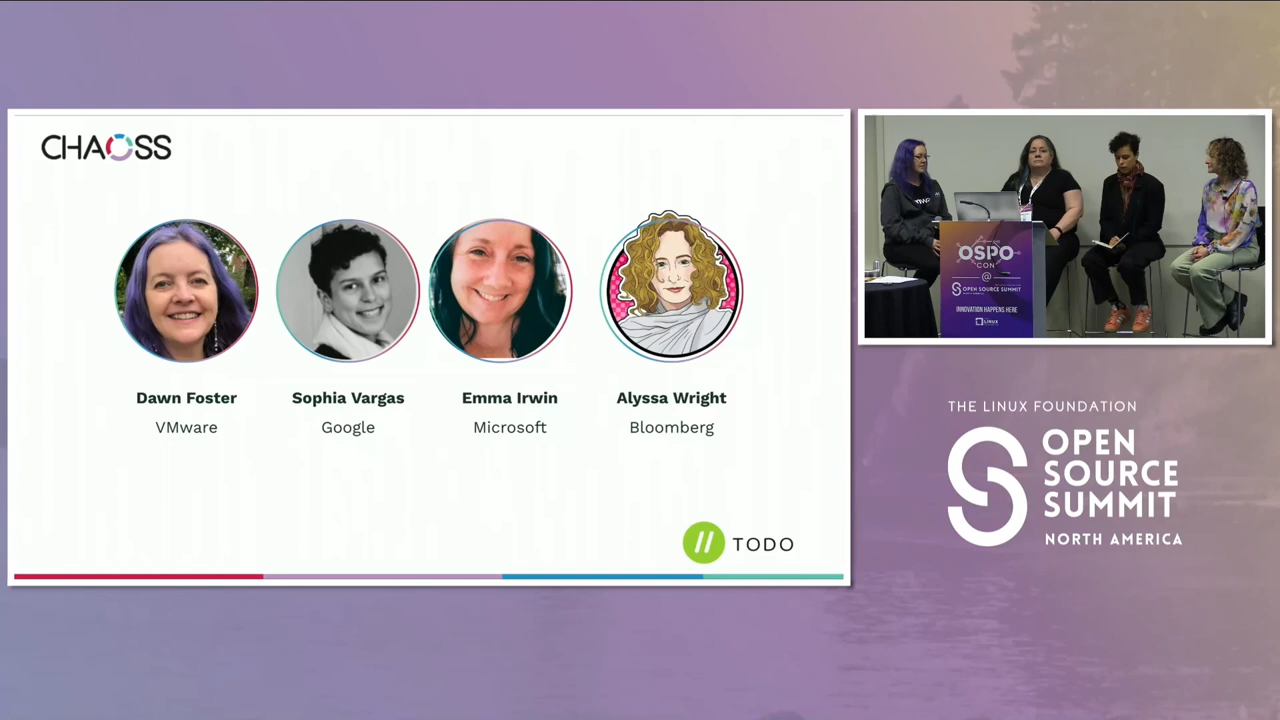 CHAOSS
Dawn Foster
VMware
Sophia Vargas
Google
Emma Irwin
Microsoft
Alyssa Wright
Bloomberg
// TODO
OSPO
CON
@
OPEN SOURCE SUMMIT
INNOVATION HAPPENS HERE
LINUX
THE LINUX FOUNDATION
OPEN
SOURCE
SUMMIT
NORTH AMERICA